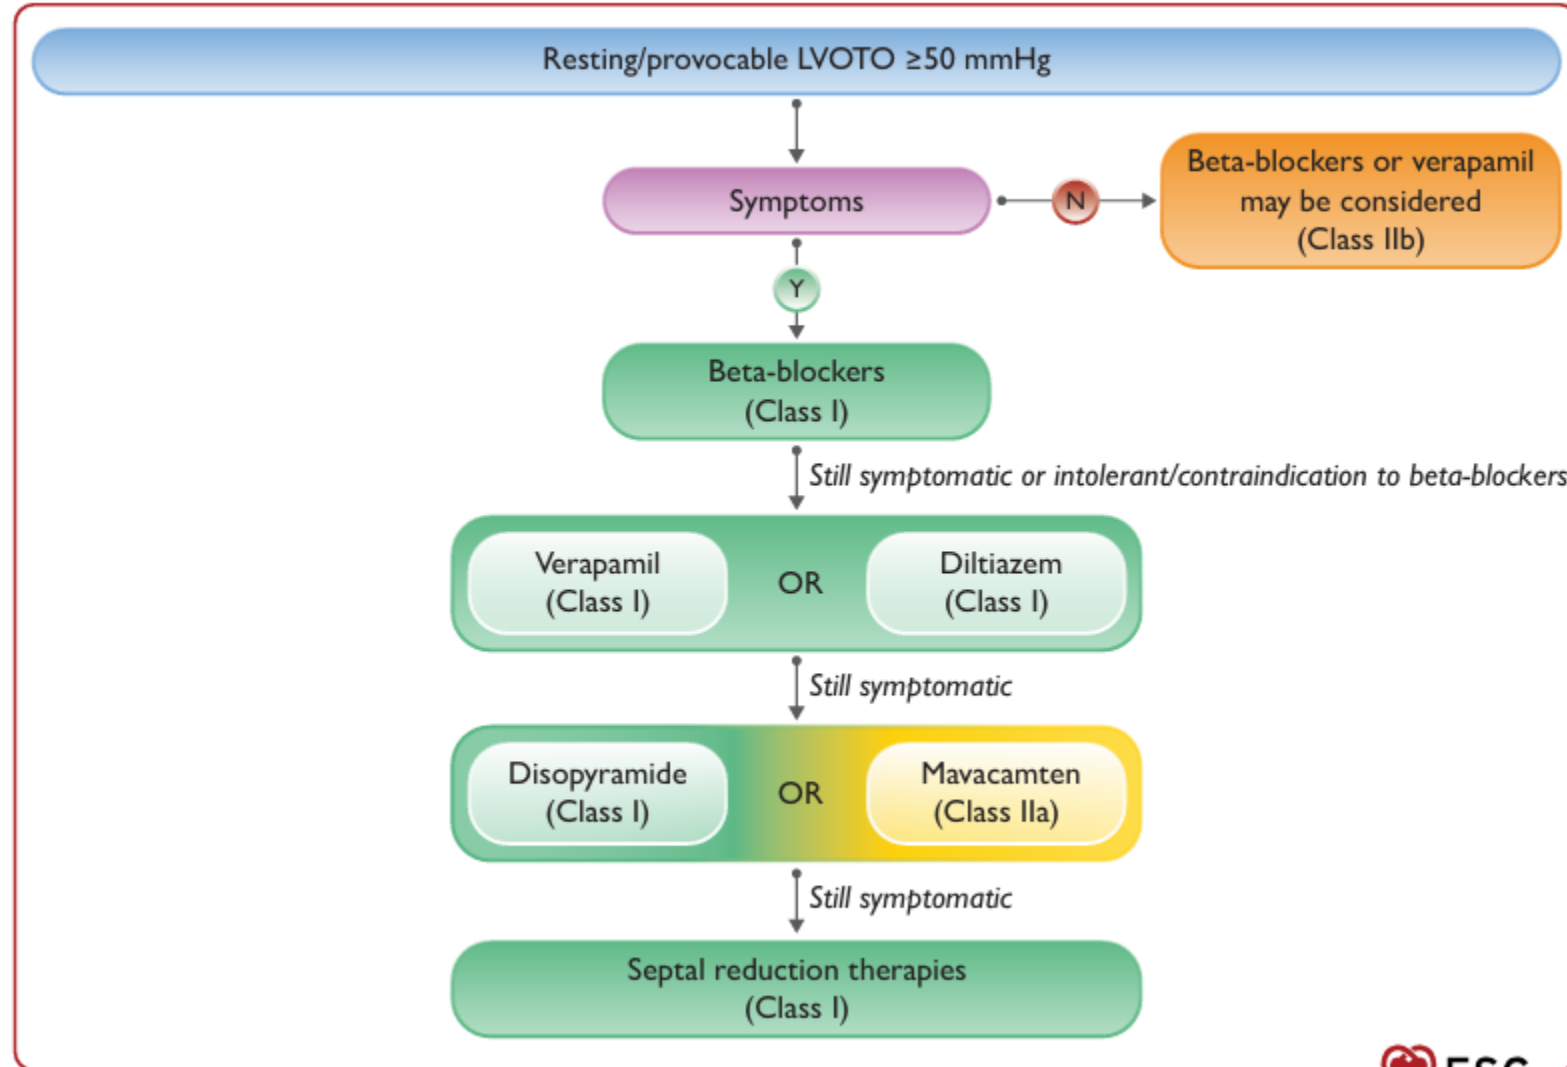 Resting/provocable LVOTO ≥50 mmHg
Symptoms
N
Beta-blockers or verapamil
may be considered
(Class IIb)
Y
Beta-blockers
(Class I)
Still symptomatic or intolerant/contraindication to beta-blockers
Verapamil
(Class I)
OR
Diltiazem
(Class I)
Still symptomatic
Disopyramide
(Class I)
OR
Mavacamten
(Class IIa)
Still symptomatic
Septal reduction therapies
(Class I)
ESC